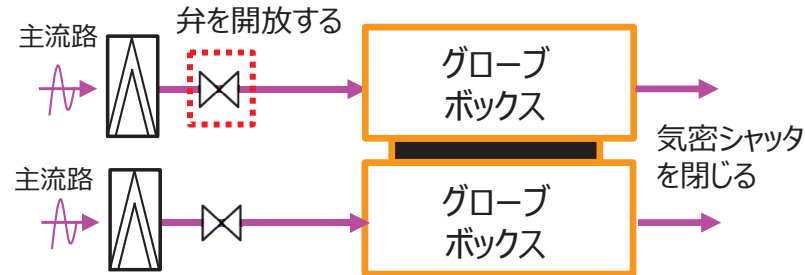 弁を開放する
主流路
グローブ
ボックス
気密シャッタ
を閉じる
主流路
グローブ
ボックス